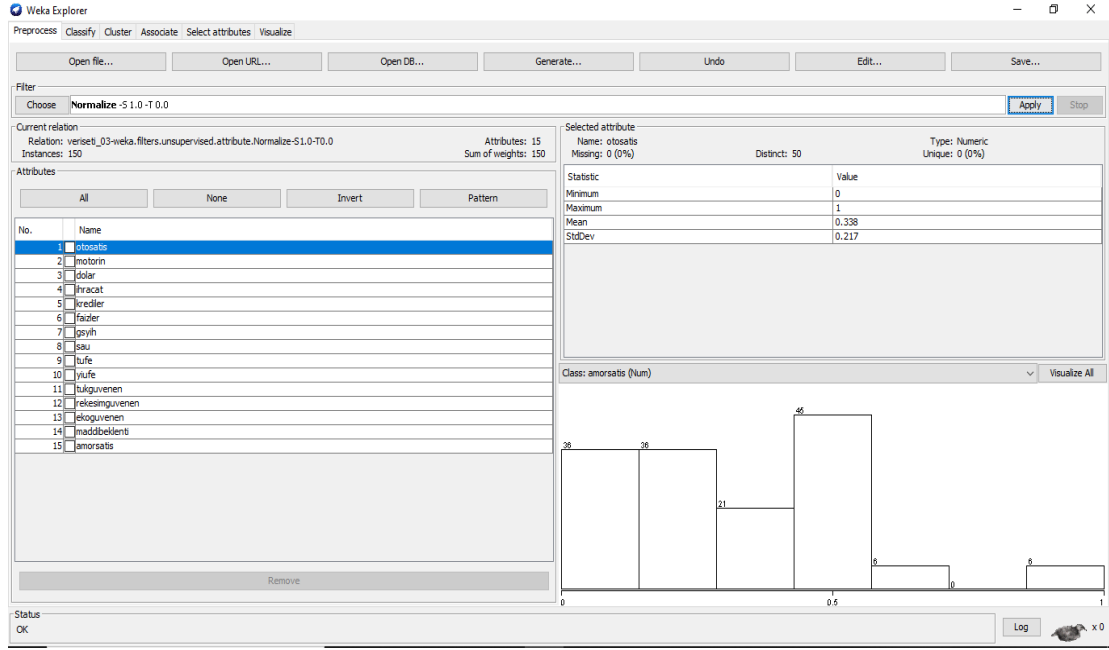 Weka Explorer
Preprocess Classify Cluster Associate Select attributes Visualize
Open file... Open URL... Open DB... Generate... Undo Edit... Save...
Filter
Choose Normalize -S 1.0 -T 0.0 Apply Stop
Current relation
Relation: veriseti_03-weka.filters.unsupervised.attribute.Normalize-S1.0-T0.0 Attributes: 15
Instances: 150 Sum of weights: 150
Attributes
All None Invert Pattern
No. Name
1 otosatis
2 motorin
3 dolar
4 ihracat
5 krediler
6 faizler
7 gsyih
8 sau
9 tufe
10 yiufe
11 tukguvenen
12 rekesimguvenen
13 ekoguvenen
14 maddibeklenti
15 amorsatis
Remove
Selected attribute
Name: otosatis Type: Numeric
Missing: 0 (0%) Distinct: 50 Unique: 0 (0%)
Statistic Value
Minimum 0
Maximum 1
Mean 0.338
StdDev 0.217
Class: amorsatis (Num) Visualize All
36 36 21 45 6 0 6
0 0.5 1
Status
OK Log x 0